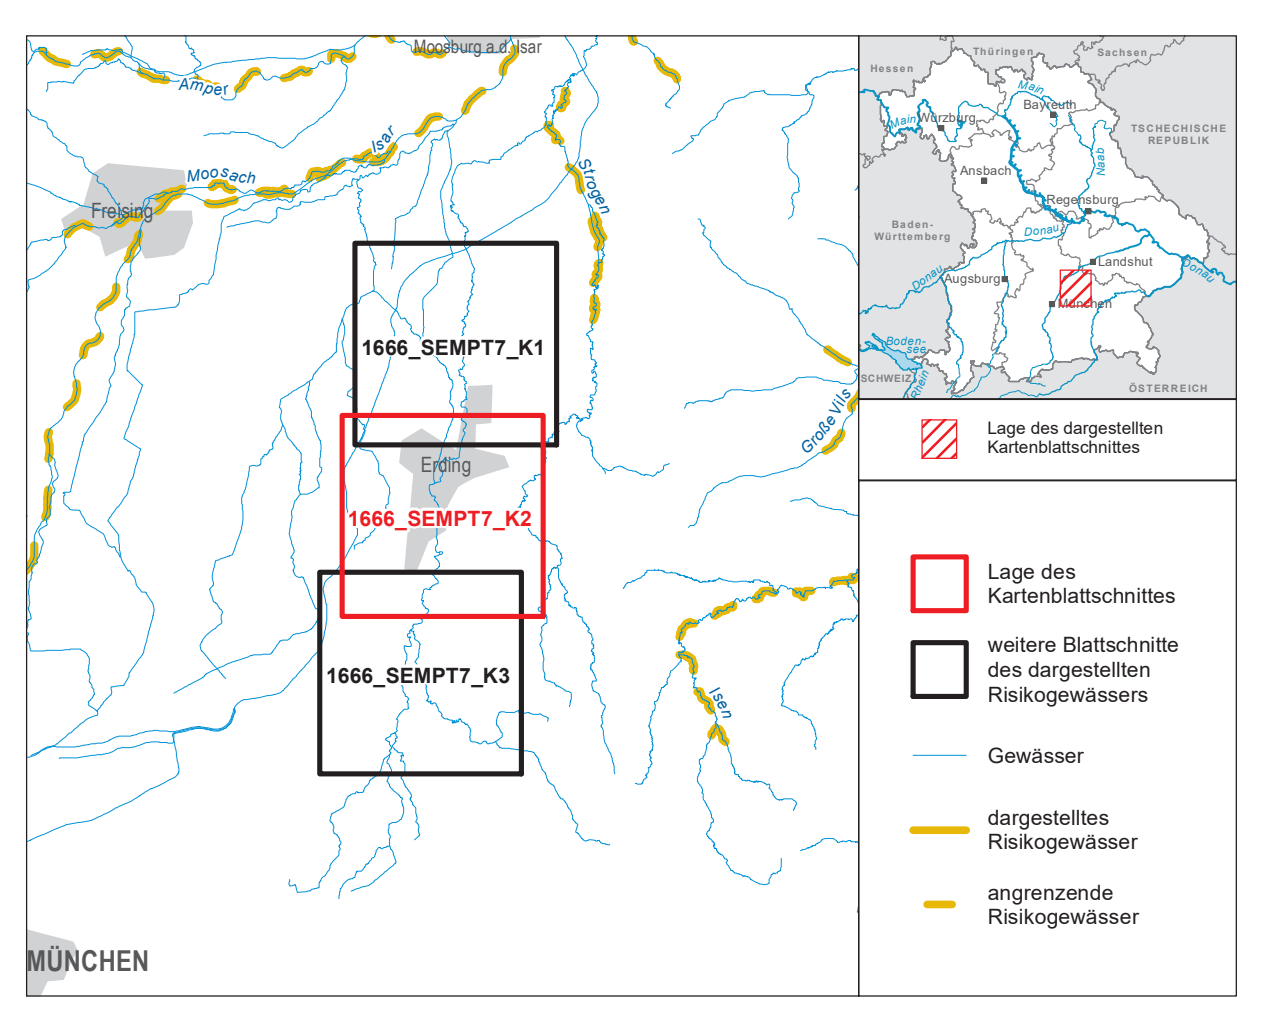 Moosburg a.d. Isar
Amper
Isar
Moosach
Strogen
Freising
1666_SEMPT7_K1
Große Vils
Erding
1666_SEMPT7_K2
1666_SEMPT7_K3
Isen
MÜNCHEN
Thüringen
Sachsen
Hessen
Main
Bayreuth
Main
Würzburg
TSCHECHISCHE
REPUBLIK
Naab
Ansbach
Regensburg
Baden-
Württemberg
Donau
Landshut
Donau
Augsburg
Donau
München
Boden-
see
SCHWEIZ
Rhein
ÖSTERREICH
Lage des dargestellten
Kartenblattschnittes
Lage des
Kartenblattschnittes
weitere Blattschnitte
des dargestellten
Risikogewässers
Gewässer
dargestelltes
Risikogewässer
angrenzende
Risikogewässer